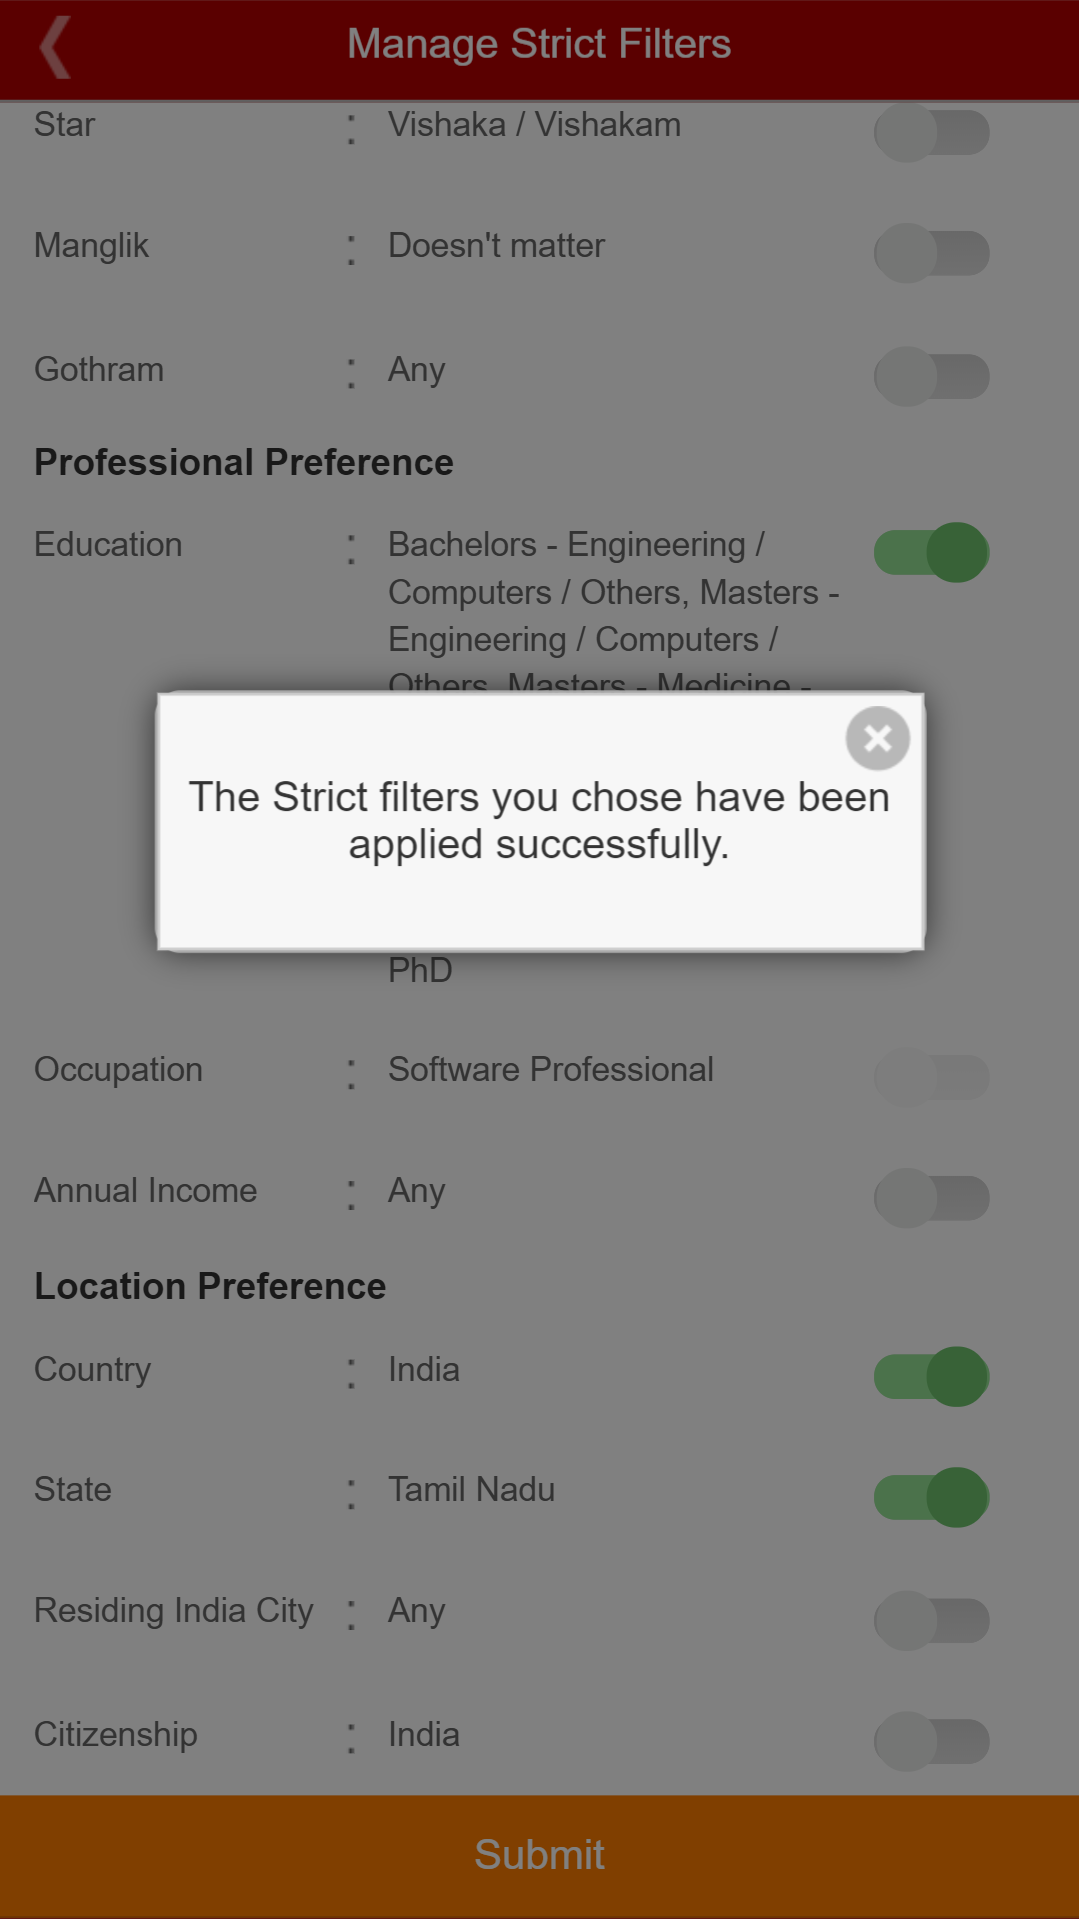 Manage Strict Filters
Star : Vishaka / Vishakam
Manglik : Doesn't matter
Gothram : Any
Professional Preference
Education : Bachelors - Engineering /
Computers / Others, Masters -
Engineering / Computers /
Others, Masters - Medicine -
The Strict filters you chose have been
applied successfully.
PhD
Occupation : Software Professional
Annual Income : Any
Location Preference
Country : India
State : Tamil Nadu
Residing India City : Any
Citizenship : India
Submit